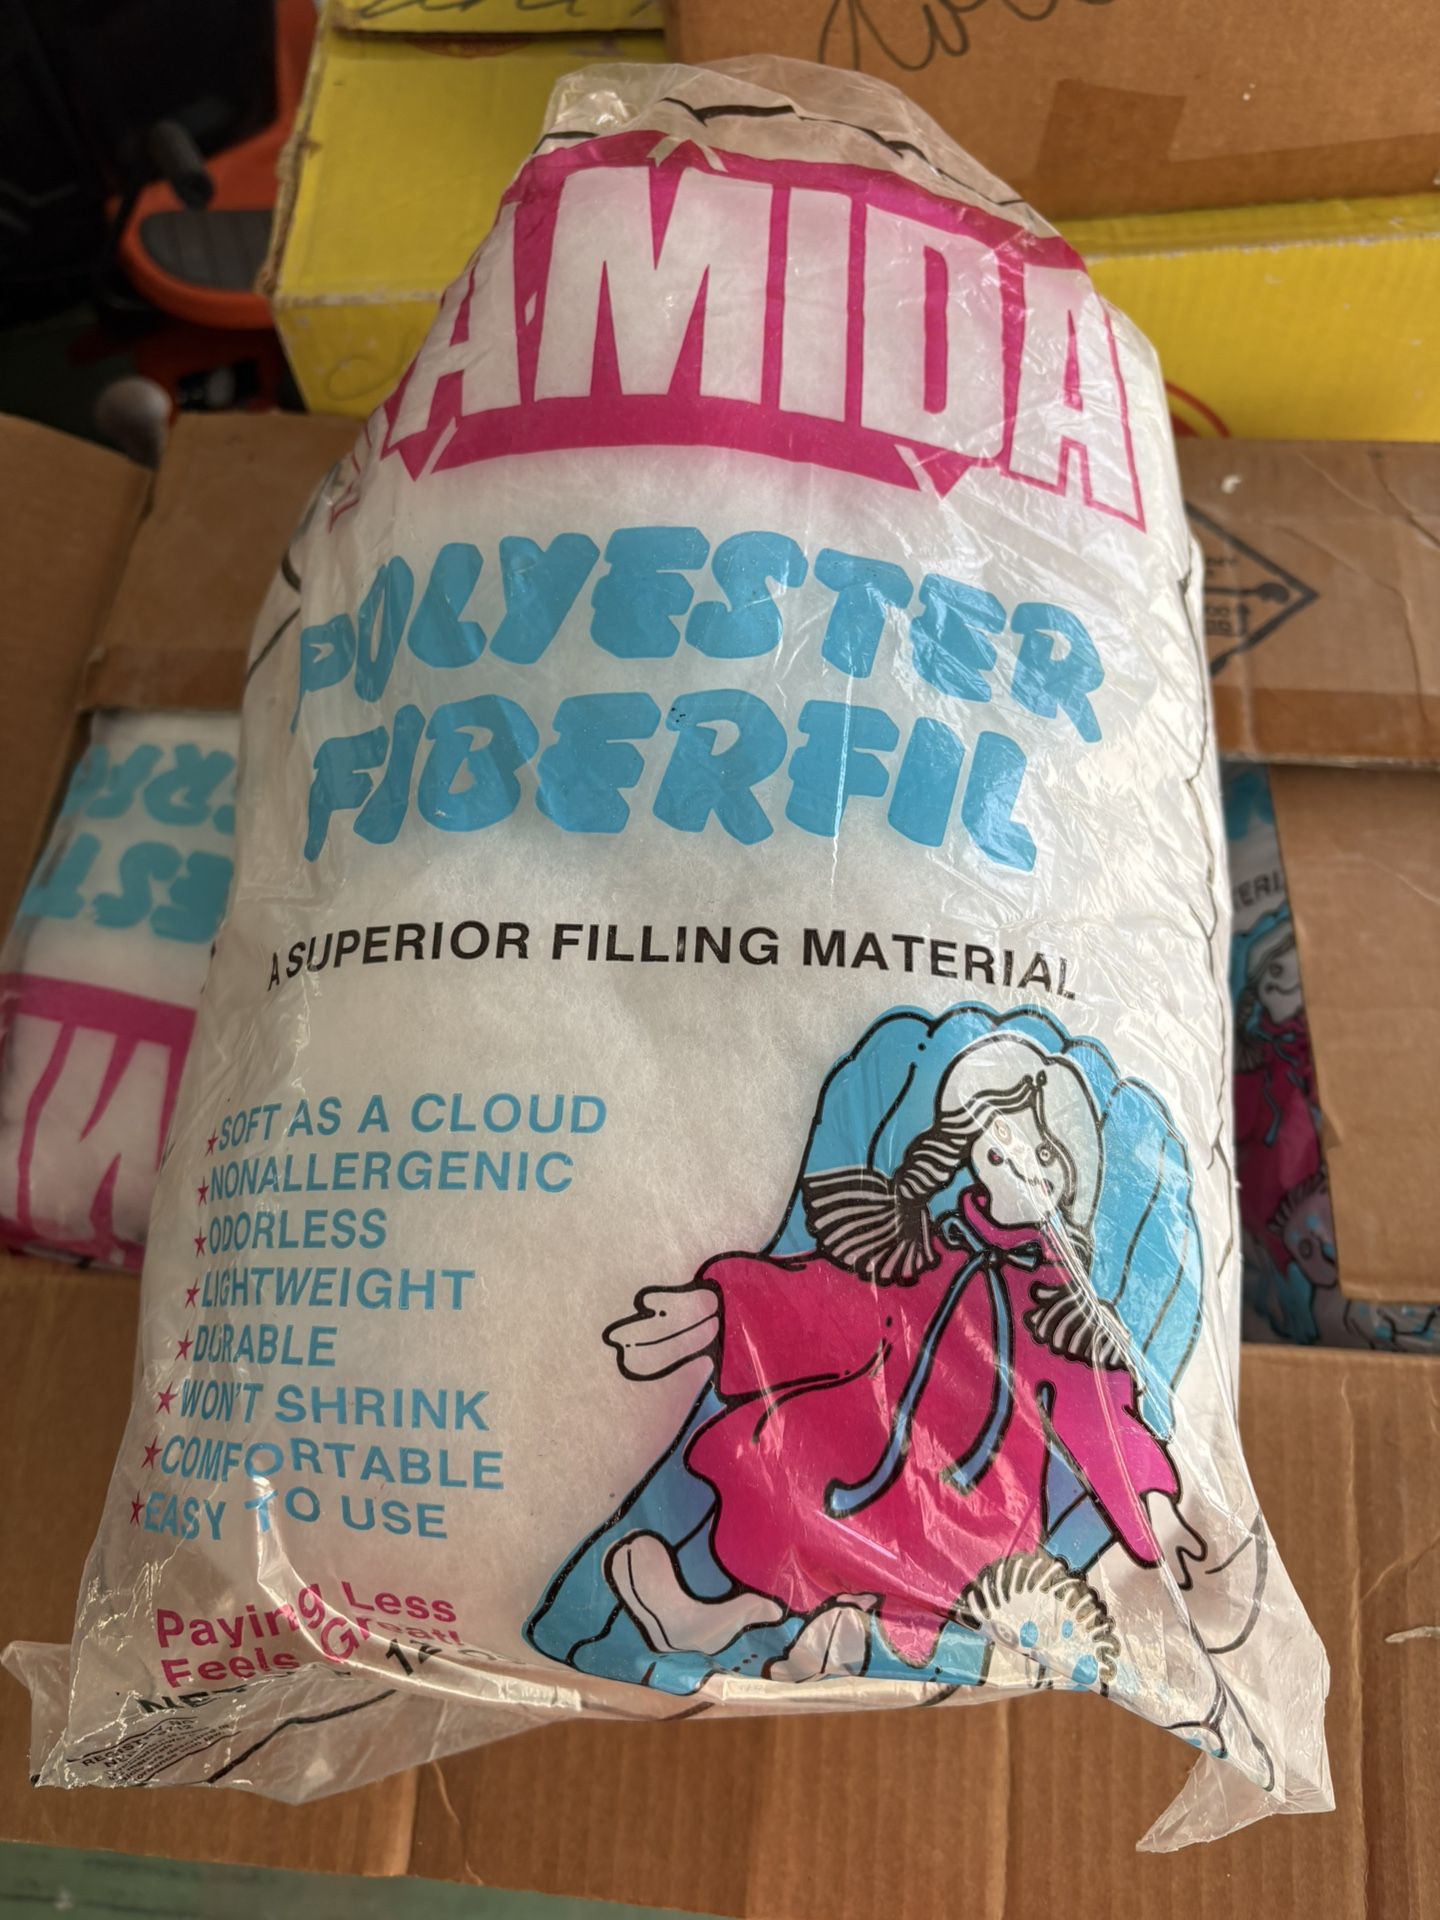 AMIDA
POLYESTER
FIBERFIL
A SUPERIOR FILLING MATERIAL
★SOFT AS A CLOUD
★NONALLERGENIC
★ODORLESS
★LIGHTWEIGHT
★DURABLE
★WON'T SHRINK
★COMFORTABLE
★EASY TO USE
Paying Less
Feels Great!